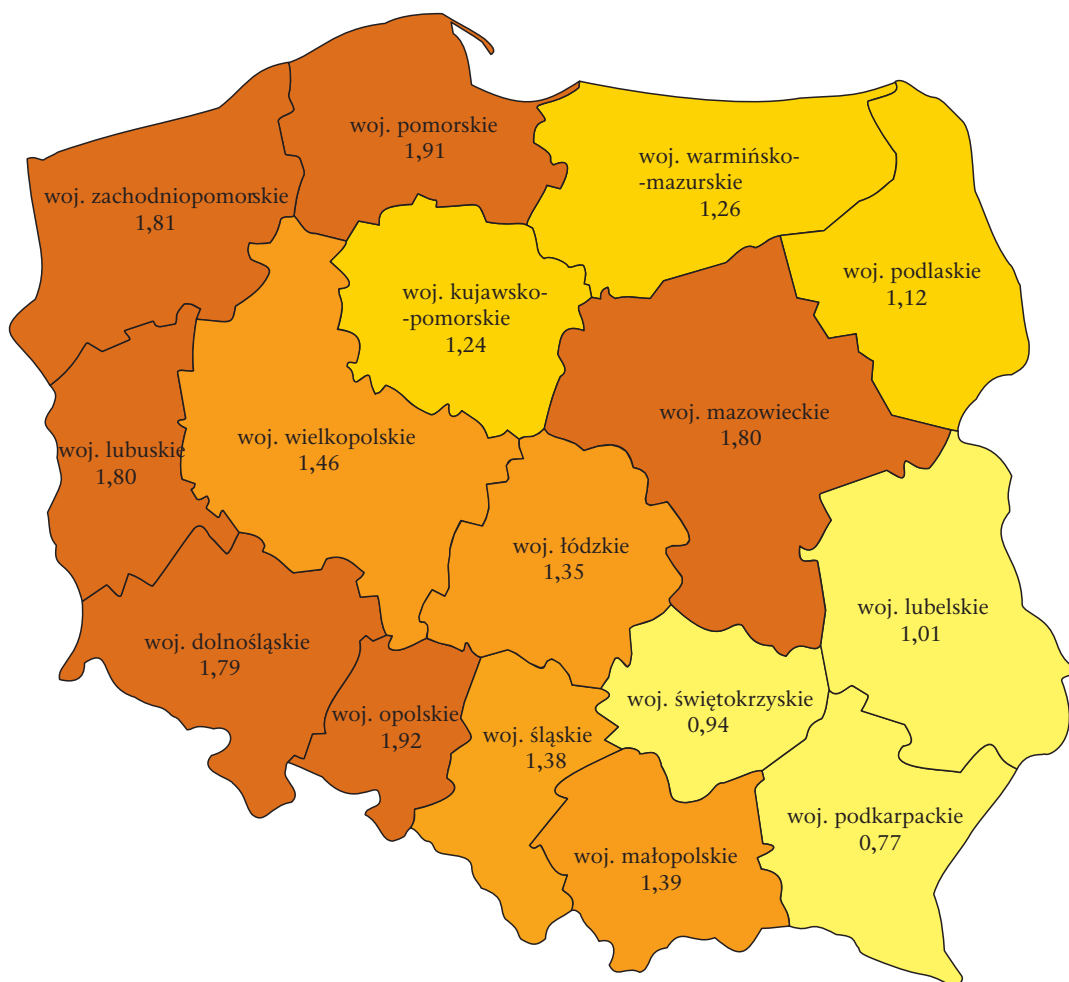 woj. pomorskie
1,91
woj. zachodniopomorskie
1,81
woj. warmińsko-
-mazurskie
1,26
woj. podlaskie
1,12
woj. kujawsko-
-pomorskie
1,24
woj. mazowieckie
1,80
woj. lubuskie
1,80
woj. wielkopolskie
1,46
woj. łódzkie
1,35
woj. lubelskie
1,01
woj. dolnośląskie
1,79
woj. opolskie
1,92
woj. śląskie
1,38
woj. świętokrzyskie
0,94
woj. podkarpackie
0,77
woj. małopolskie
1,39